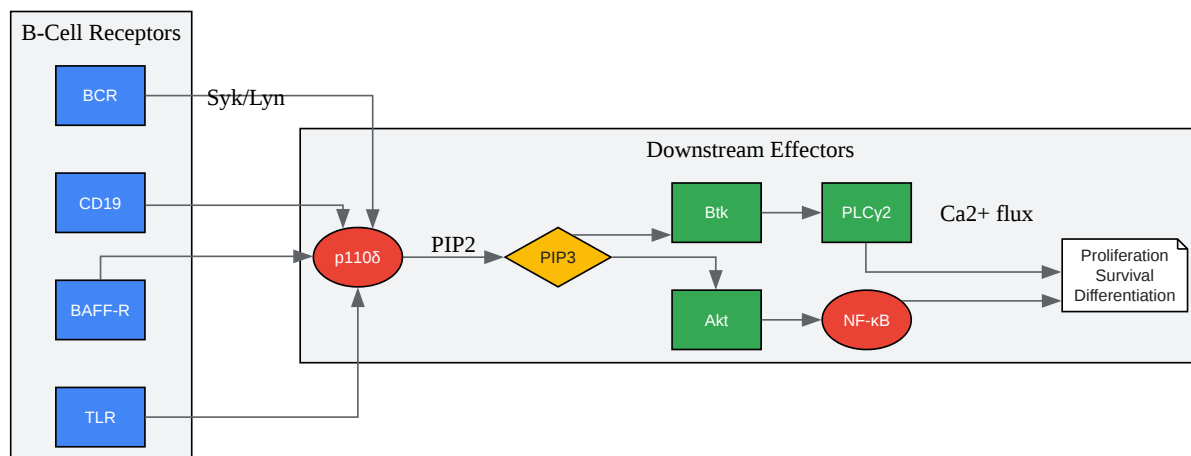 B-Cell Receptors
BCR
Syk/Lyn
CD19
BAFF-R
TLR
Downstream Effectors
p110δ
PIP2
PIP3
Btk
PLCγ2
Ca2+ flux
Akt
NF-κB
Proliferation
Survival
Differentiation